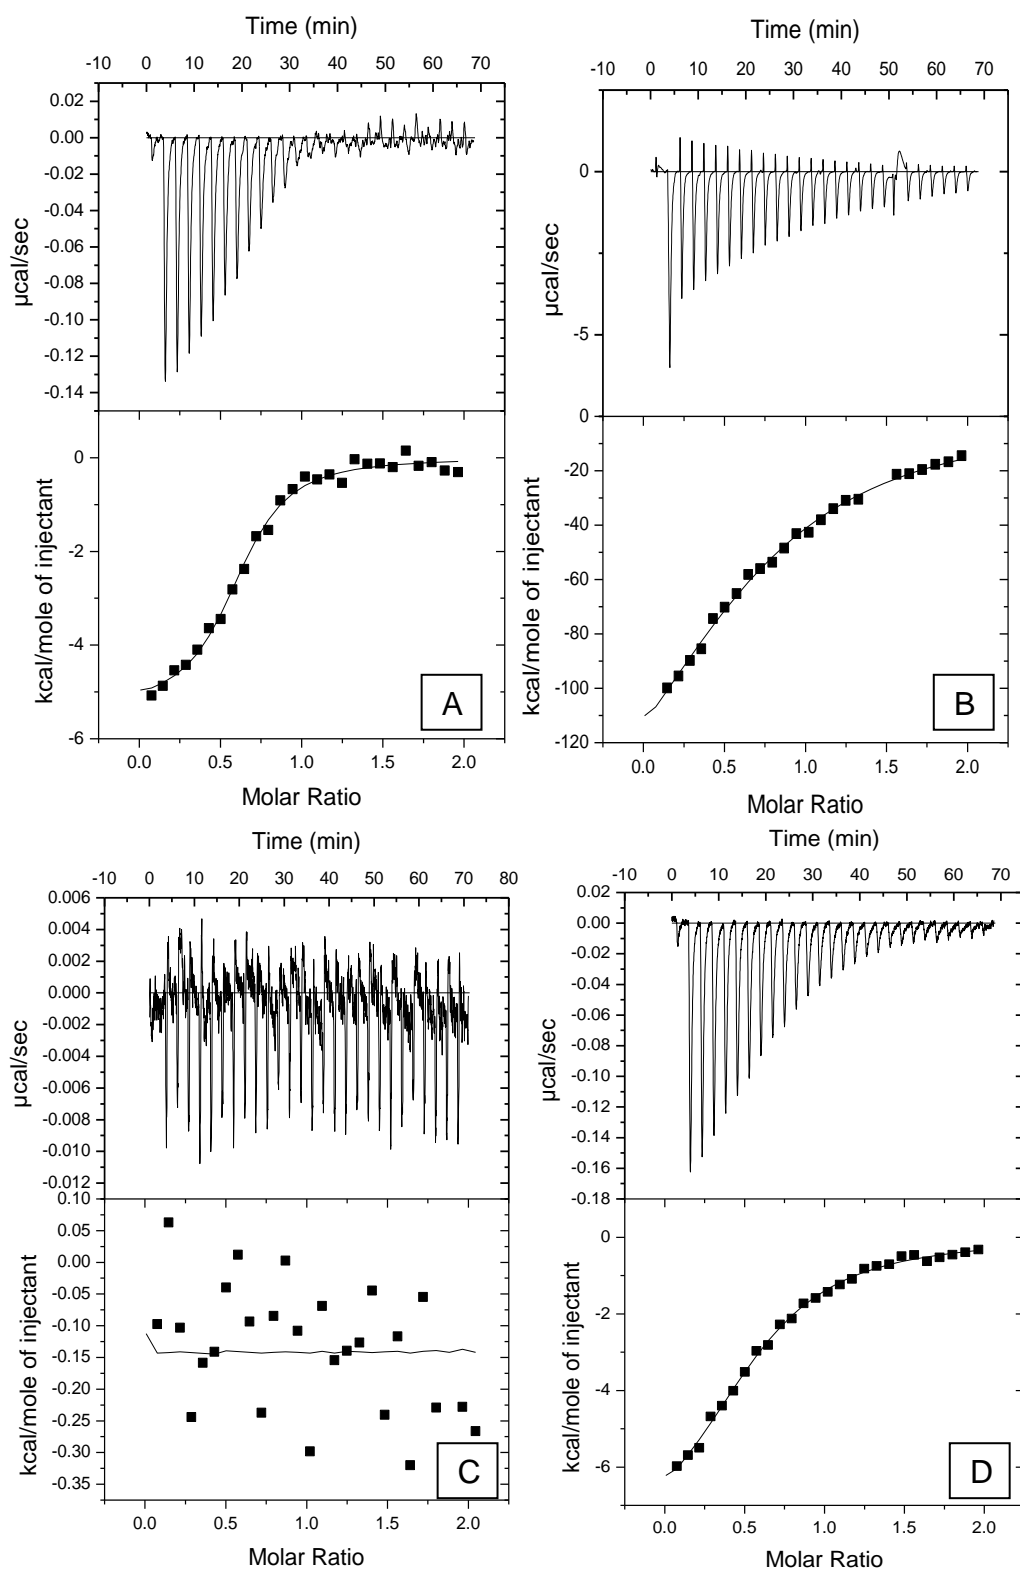 Time (min)
-10 0 10 20 30 40 50 60 70
0.02
0.00
-0.02
-0.04
-0.06
-0.08
-0.10
-0.12
-0.14
µcal/sec
0
-2
-4
-6
kcal/mole of injectant
A
0.0 0.5 1.0 1.5 2.0
Molar Ratio
Time (min)
-10 0 10 20 30 40 50 60 70
0
-5
µcal/sec
0
-20
-40
-60
-80
-100
-120
kcal/mole of injectant
B
0.0 0.5 1.0 1.5 2.0
Molar Ratio
Time (min)
-10 0 10 20 30 40 50 60 70 80
0.006
0.004
0.002
0.000
-0.002
-0.004
-0.006
-0.008
-0.010
-0.012
µcal/sec
0.10
0.05
0.00
-0.05
-0.10
-0.15
-0.20
-0.25
-0.30
-0.35
kcal/mole of injectant
C
0.0 0.5 1.0 1.5 2.0
Molar Ratio
Time (min)
-10 0 10 20 30 40 50 60 70
0.02
0.00
-0.02
-0.04
-0.06
-0.08
-0.10
-0.12
-0.14
-0.16
-0.18
µcal/sec
0
-2
-4
-6
kcal/mole of injectant
D
0.0 0.5 1.0 1.5 2.0
Molar Ratio